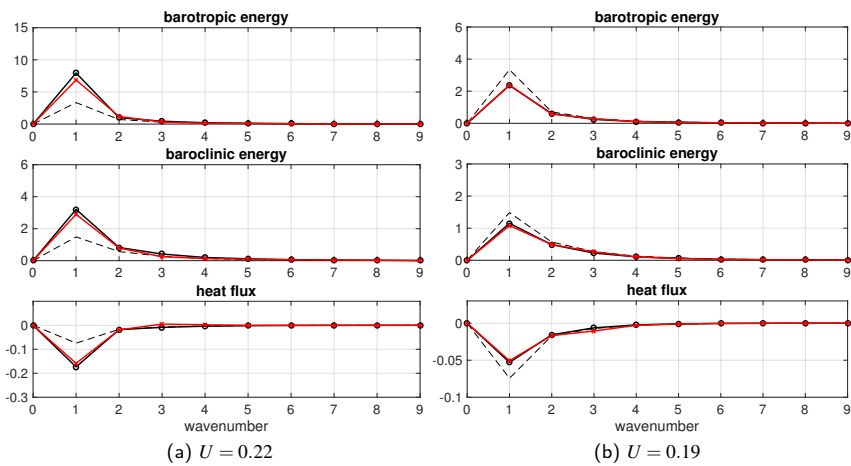 barotropic energy
15
10
5
0
0 1 2 3 4 5 6 7 8 9
baroclinic energy
6
4
2
0
0 1 2 3 4 5 6 7 8 9
heat flux
0
-0.1
-0.2
-0.3
0 1 2 3 4 5 6 7 8 9
wavenumber
(a) U = 0.22
barotropic energy
6
4
2
0
0 1 2 3 4 5 6 7 8 9
baroclinic energy
3
2
1
0
0 1 2 3 4 5 6 7 8 9
heat flux
0
-0.05
-0.1
0 1 2 3 4 5 6 7 8 9
wavenumber
(b) U = 0.19